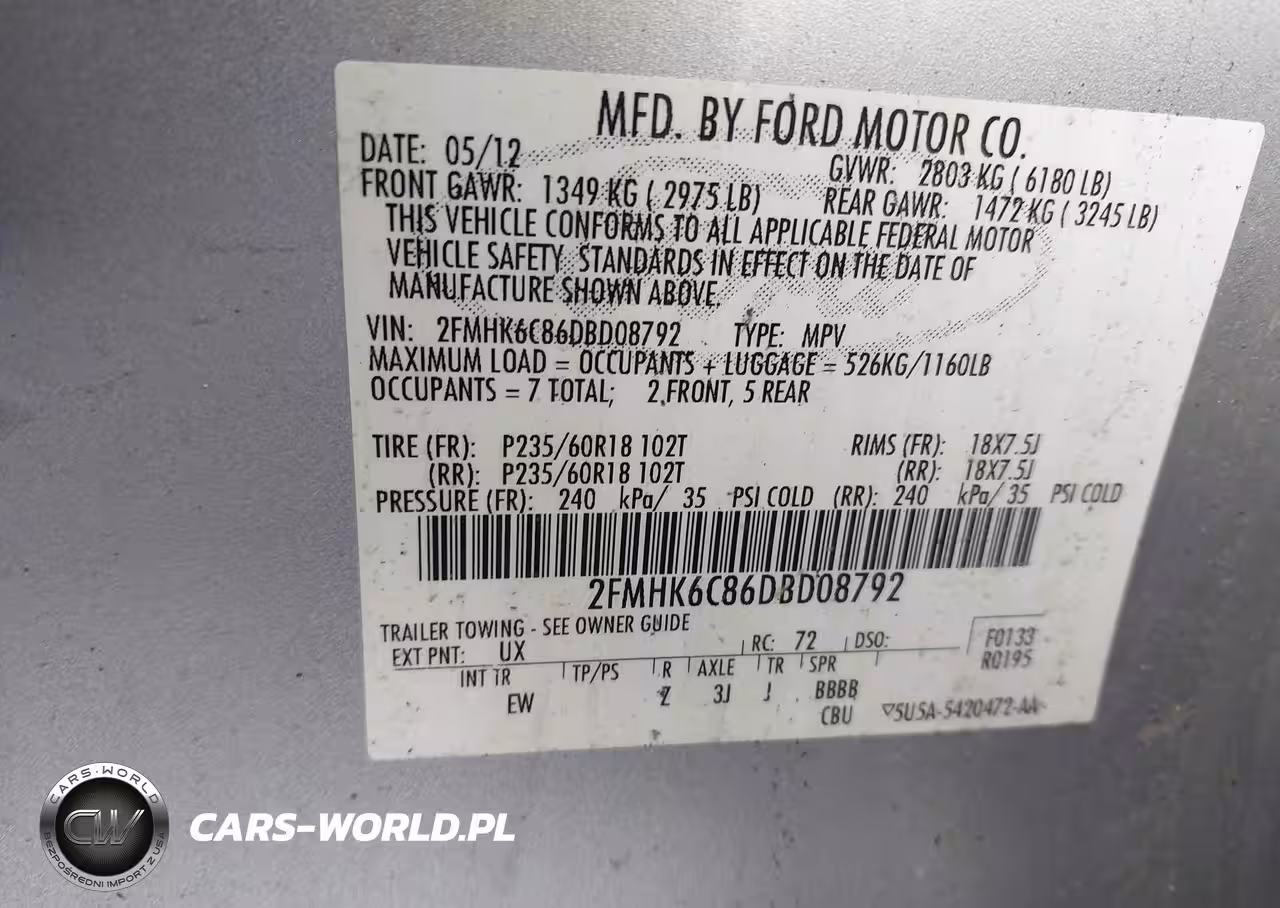 MFD. BY FORD MOTOR CO.
DATE: 05/12 GVWR: 2803 KG ( 6180 LB)
FRONT GAWR: 1349 KG ( 2975 LB) REAR GAWR: 1472 KG ( 3245 LB)
THIS VEHICLE CONFORMS TO ALL APPLICABLE FEDERAL MOTOR
VEHICLE SAFETY STANDARDS IN EFFECT ON THE DATE OF
MANUFACTURE SHOWN ABOVE.
VIN: 2FMHK6C86DBD08792 TYPE: MPV
MAXIMUM LOAD = OCCUPANTS + LUGGAGE = 526KG/1160LB
OCCUPANTS = 7 TOTAL; 2 FRONT, 5 REAR
TIRE (FR): P235/60R18 102T RIMS (FR): 18X7.5J
(RR): P235/60R18 102T (RR): 18X7.5J
PRESSURE (FR): 240 kPa/ 35 PSI COLD (RR): 240 kPa/ 35 PSI COLD
2FMHK6C86DBD08792
TRAILER TOWING - SEE OWNER GUIDE
EXT PNT: UX RC: 72 DSO: F0133
R0195
INT TR TP/PS R AXLE TR SPR
EW Z 3J J BBBB
CBU 5U5A-5420472-AA
CARS-WORLD
CW
BEZPOŚREDNI IMPORT Z USA
CARS-WORLD.PL